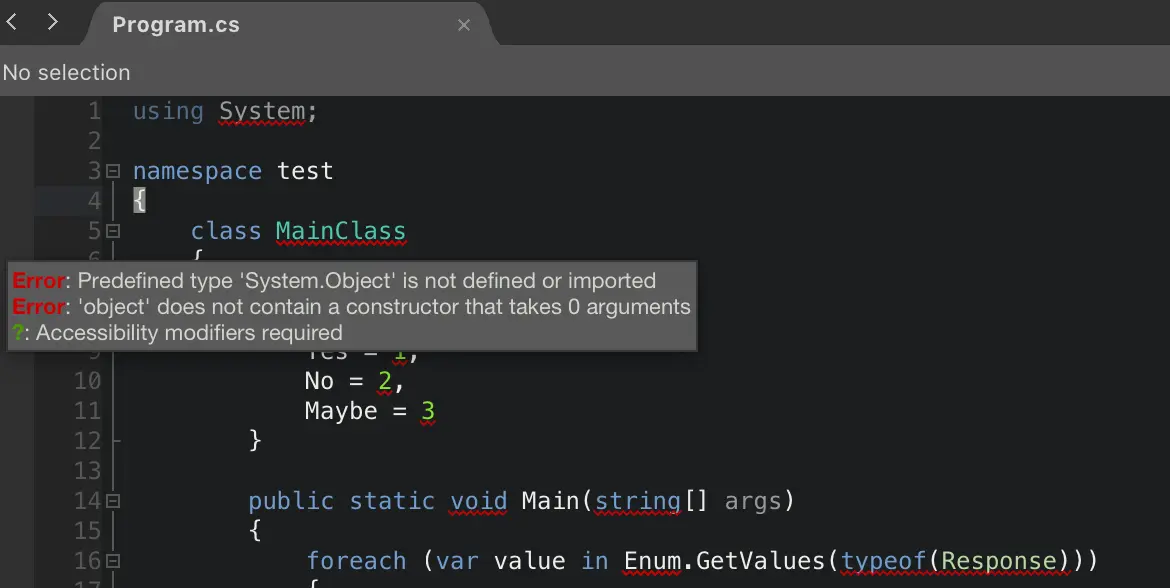 Program.cs
No selection
1 using System;
2
3 namespace test
4 {
5 class MainClass
6 {
Error: Predefined type 'System.Object' is not defined or imported
Error: 'object' does not contain a constructor that takes 0 arguments
?: Accessibility modifiers required
9 Yes = 1,
10 No = 2,
11 Maybe = 3
12 }
13
14 public static void Main(string[] args)
15 {
16 foreach (var value in Enum.GetValues(typeof(Response)))
17 {